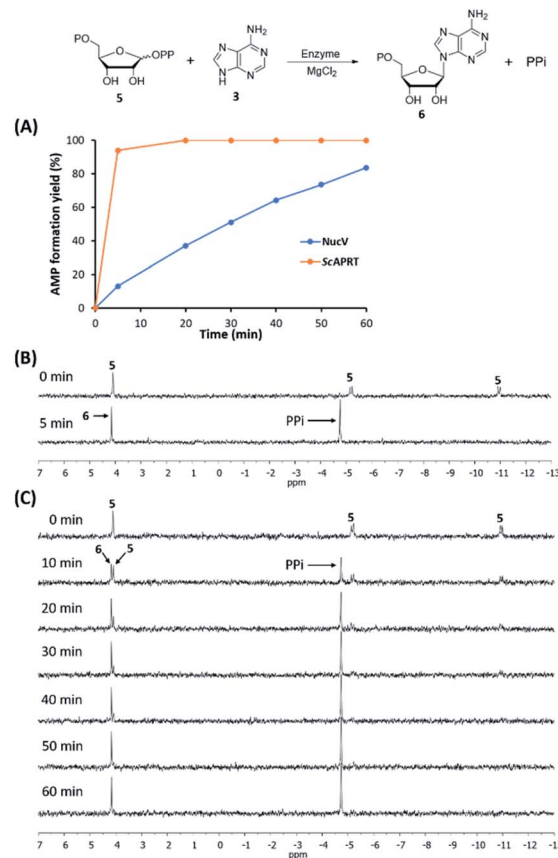 NH₂
PO
O
OPP
OH OH
5
+
NH₂
N
N
N
H
N
3
Enzyme
MgCl₂
NH₂
N
N
N
N
PO
O
OH OH
6
+ PPi
(A)
AMP formation yield (%)
100
80
60
40
20
0
NucV
ScAPRT
0 10 20 30 40 50 60
Time (min)
(B)
0 min
5 5 5
5 min
6
PPi
7 6 5 4 3 2 1 0 -1 -2 -3 -4 -5 -6 -7 -8 -9 -10 -11 -12 -13
ppm
(C)
0 min
5 5 5
10 min
6 5
PPi
20 min
30 min
40 min
50 min
60 min
7 6 5 4 3 2 1 0 -1 -2 -3 -4 -5 -6 -7 -8 -9 -10 -11 -12 -13
ppm